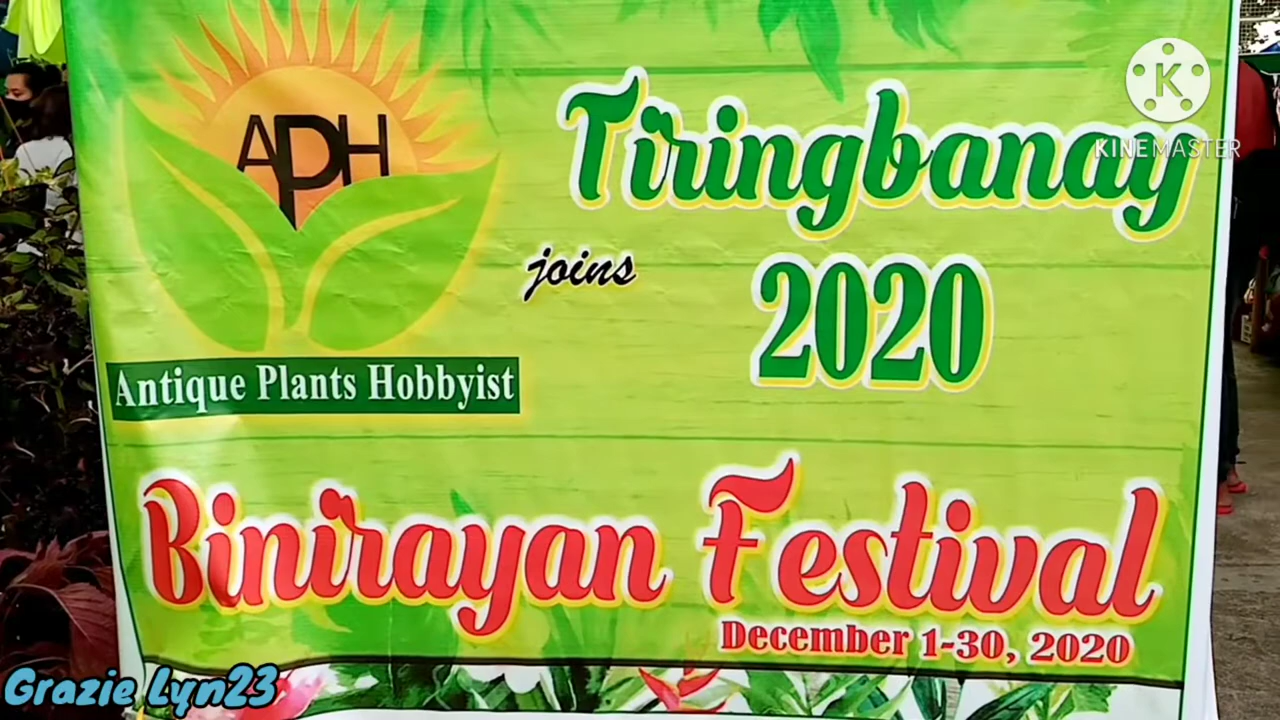 APH
Tiringbanay
K
KINEMASTER
joins
2020
Antique Plants Hobbyist
Binirayan Festival
December 1-30, 2020
Grazie Lyn23